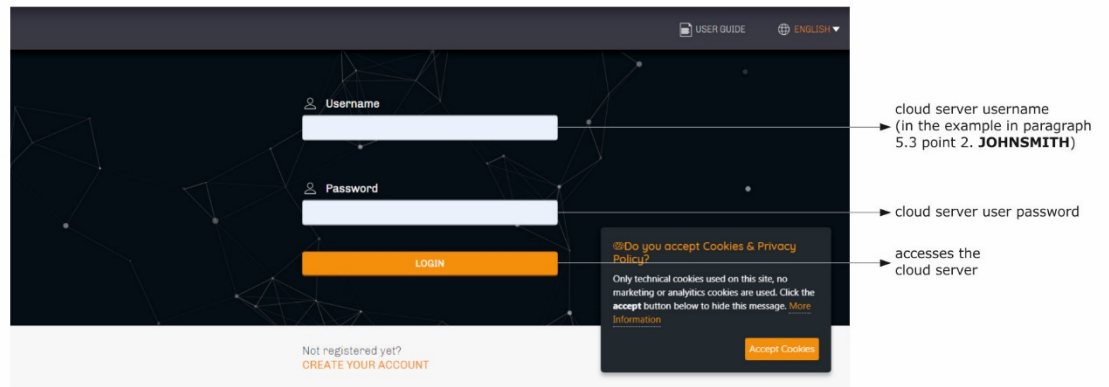 USER GUIDE
ENGLISH
Username
cloud server username
(in the example in paragraph
5.3 point 2. JOHNSMITH)
Password
cloud server user password
LOGIN
accesses the
cloud server
Do you accept Cookies & Privacy
Policy?
Only technical cookies used on this site, no
marketing or analyitics cookies are used. Click the
accept button below to hide this message. More
Information
Accept Cookies
Not registered yet?
CREATE YOUR ACCOUNT